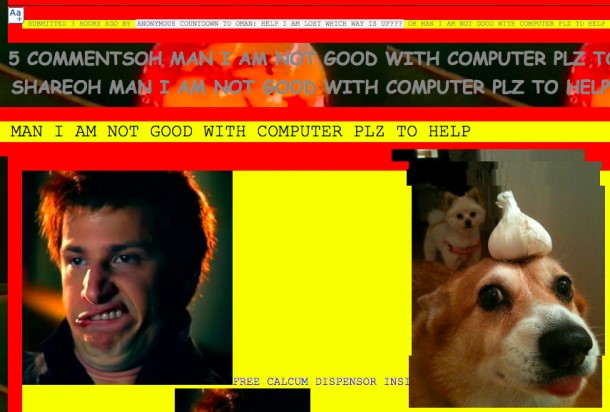 Aa
SUBMITTED 3 HOURS AGO BY ANONYMOUS COUNTDOWN TO OMAN: HELP I AM LOST WHICH WAY IS UP???? OH MAN I AM NOT GOOD WITH COMPUTER PLZ TO HELP
5 COMMENTSOH MAN I AM NOT GOOD WITH COMPUTER PLZ TO
SHAREOH MAN I AM NOT GOOD WITH COMPUTER PLZ TO HELP
MAN I AM NOT GOOD WITH COMPUTER PLZ TO HELP
FREE CALCUM DISPENSOR INSI